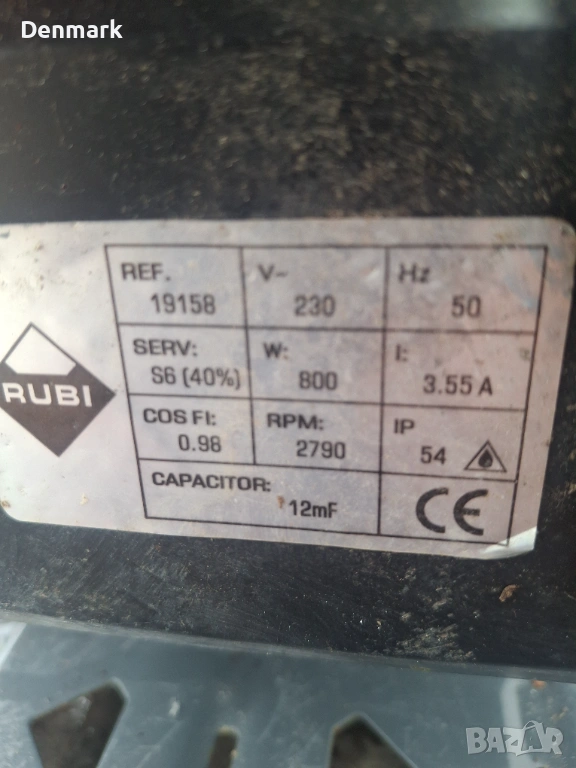 Denmark
REF. V~ Hz
19158 230 50
SERV: W: I:
S6 (40%) 800 3.55 A
COS FI: RPM: IP
0.98 2790 54
CAPACITOR:
12mF
CE
RUBI
BAZAR